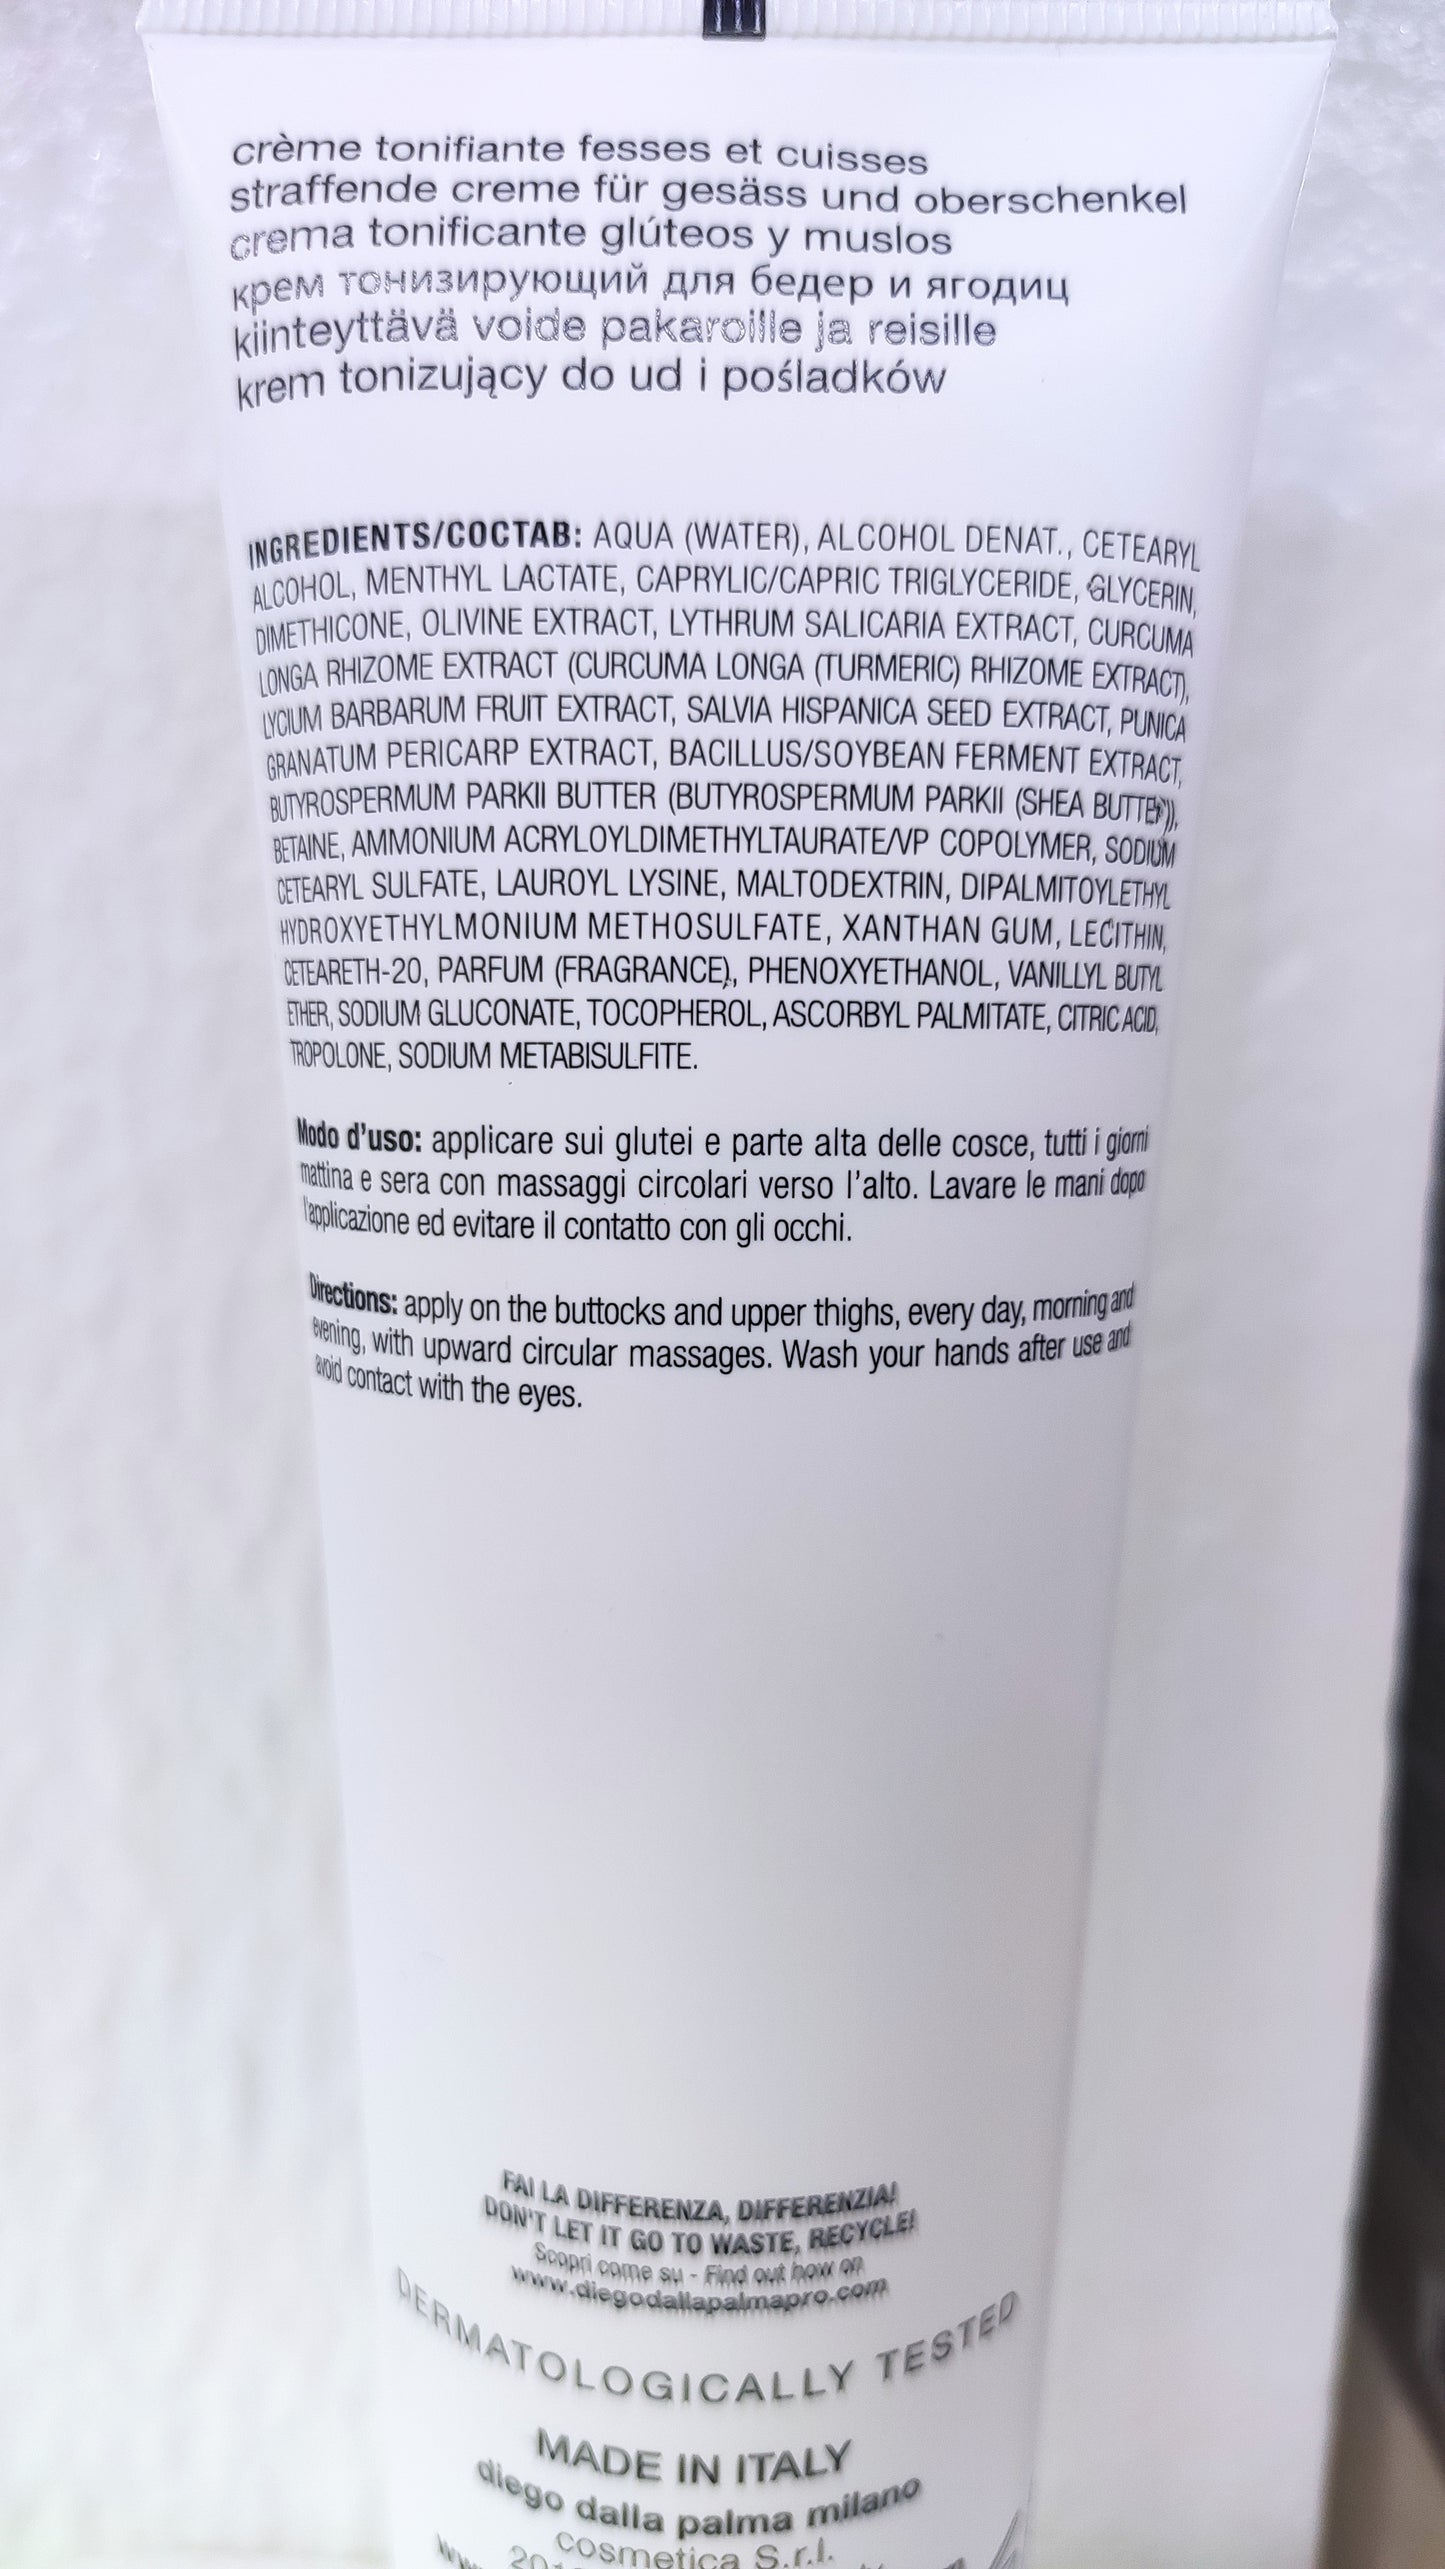 crème tonifiante fesses et cuisses
straffende creme für gesäss und oberschenkel
crema tonificante glúteos y muslos
крем тонизирующий для бедер и ягодиц
kiinteyttävä voide pakaroille ja reisille
krem tonizujący do ud i pośladków
INGREDIENTS/COCTAB: AQUA (WATER), ALCOHOL DENAT., CETEARYL
ALCOHOL, MENTHYL LACTATE, CAPRYLIC/CAPRIC TRIGLYCERIDE, GLYCERIN,
DIMETHICONE, OLIVINE EXTRACT, LYTHRUM SALICARIA EXTRACT, CURCUMA
LONGA RHIZOME EXTRACT (CURCUMA LONGA (TURMERIC) RHIZOME EXTRACT),
LYCIUM BARBARUM FRUIT EXTRACT, SALVIA HISPANICA SEED EXTRACT, PUNICA
GRANATUM PERICARP EXTRACT, BACILLUS/SOYBEAN FERMENT EXTRACT,
BUTYROSPERMUM PARKII BUTTER (BUTYROSPERMUM PARKII (SHEA BUTTER)),
BETAINE, AMMONIUM ACRYLOYLDIMETHYLTAURATE/VP COPOLYMER, SODIUM
CETEARYL SULFATE, LAUROYL LYSINE, MALTODEXTRIN, DIPALMITOYLETHYL
HYDROXYETHYLMONIUM METHOSULFATE, XANTHAN GUM, LECITHIN,
CETEARETH-20, PARFUM (FRAGRANCE), PHENOXYETHANOL, VANILLYL BUTYL
ETHER, SODIUM GLUCONATE, TOCOPHEROL, ASCORBYL PALMITATE, CITRIC ACID,
TROPOLONE, SODIUM METABISULFITE.
Modo d'uso: applicare sui glutei e parte alta delle cosce, tutti i giorni
mattina e sera con massaggi circolari verso l'alto. Lavare le mani dopo
l'applicazione ed evitare il contatto con gli occhi.
Directions: apply on the buttocks and upper thighs, every day, morning and
evening, with upward circular massages. Wash your hands after use and
avoid contact with the eyes.
FAI LA DIFFERENZA, DIFFERENZIA!
DON'T LET IT GO TO WASTE, RECYCLE!
Scopri come su - Find out how on
www.diegodallapalmapro.com
DERMATOLOGICALLY TESTED
MADE IN ITALY
diego dalla palma milano
cosmetica S.r.l.